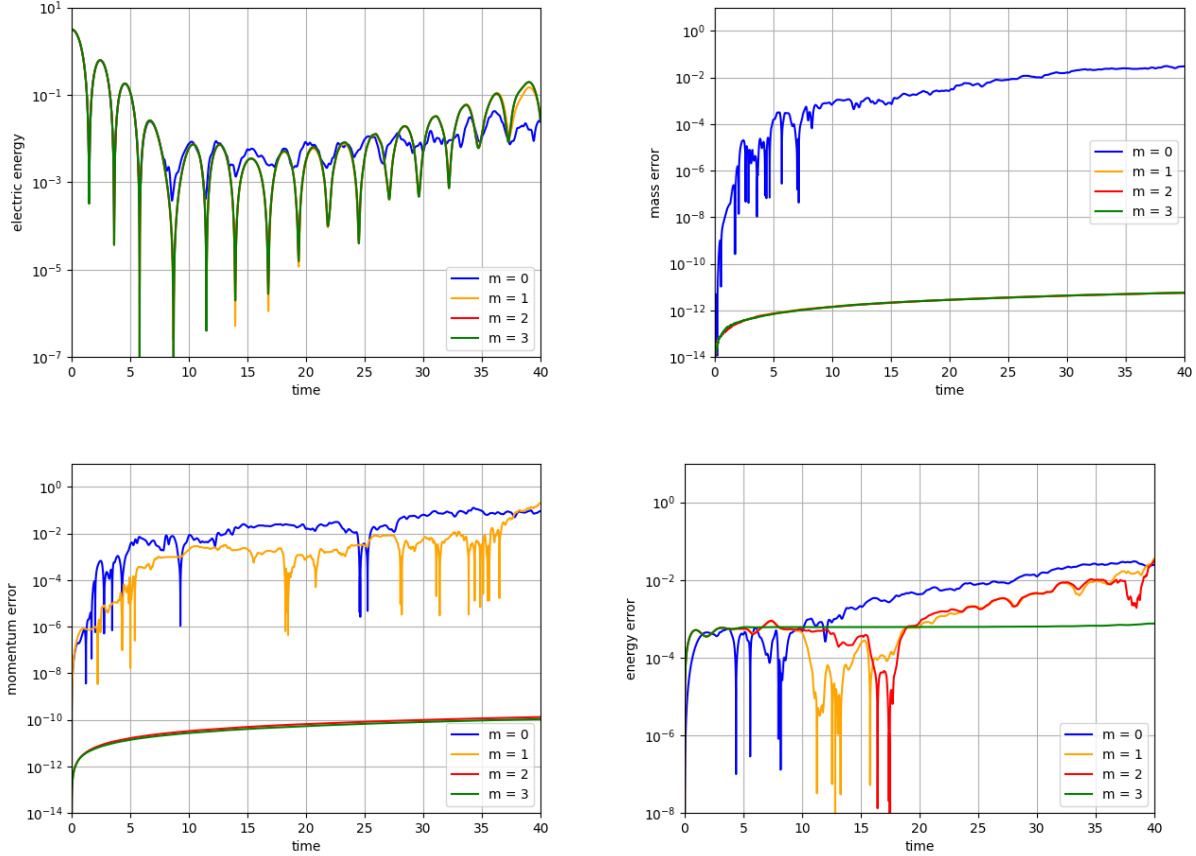 electric energy
10^1
10^-1
10^-3
10^-5
10^-7
0 5 10 15 20 25 30 35 40
time
m = 0
m = 1
m = 2
m = 3
mass error
10^0
10^-2
10^-4
10^-6
10^-8
10^-10
10^-12
10^-14
0 5 10 15 20 25 30 35 40
time
m = 0
m = 1
m = 2
m = 3
momentum error
10^0
10^-2
10^-4
10^-6
10^-8
10^-10
10^-12
10^-14
0 5 10 15 20 25 30 35 40
time
m = 0
m = 1
m = 2
m = 3
energy error
10^0
10^-2
10^-4
10^-6
10^-8
0 5 10 15 20 25 30 35 40
time
m = 0
m = 1
m = 2
m = 3